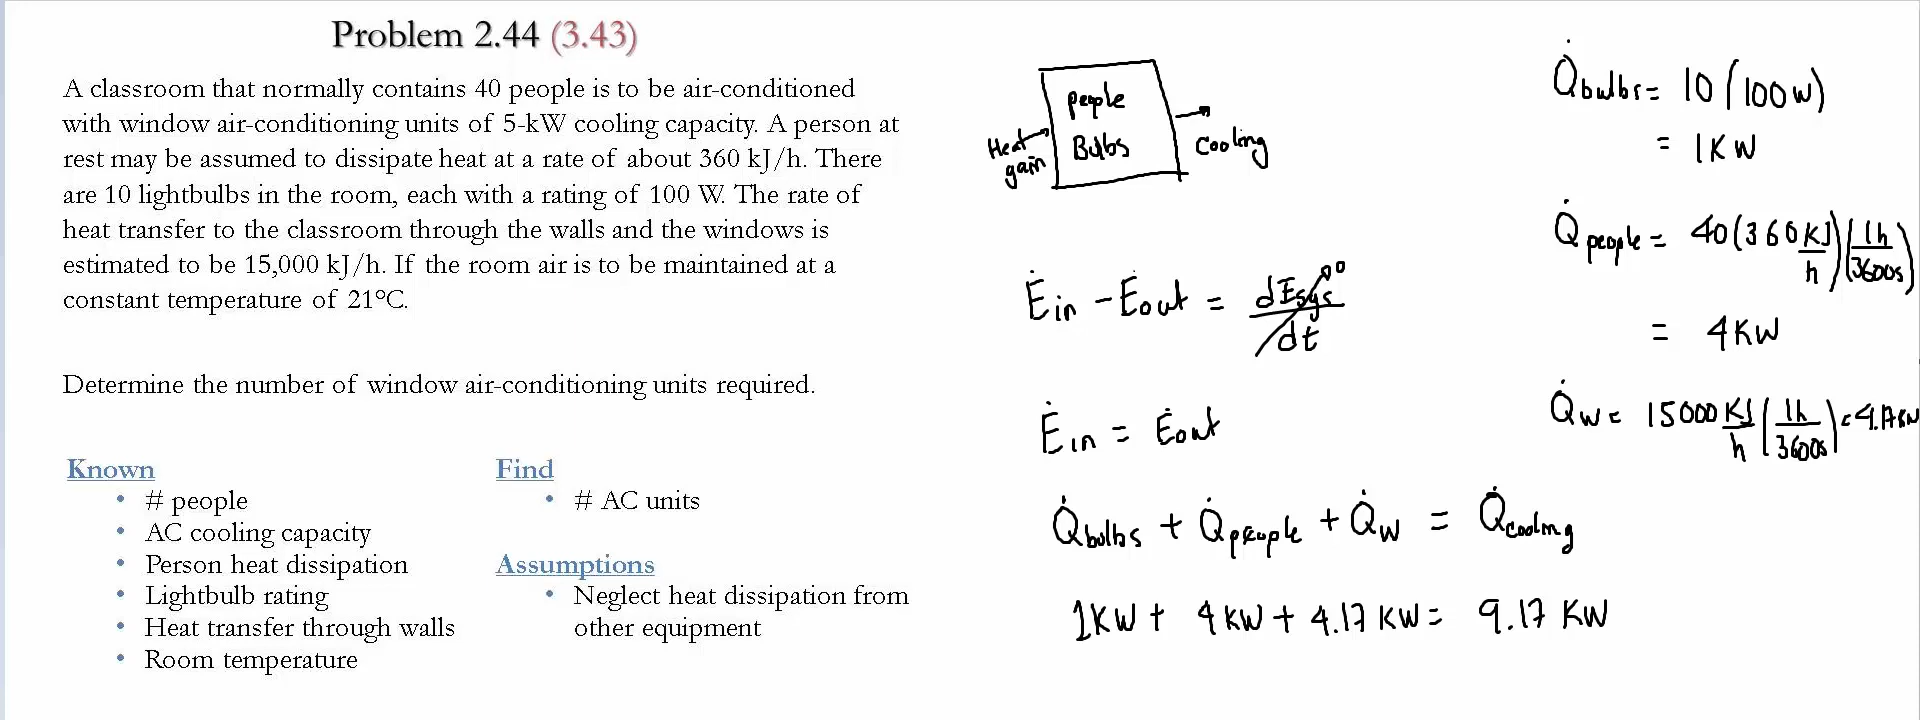 Problem 2.44 (3.43)
A classroom that normally contains 40 people is to be air-conditioned
with window air-conditioning units of 5-kW cooling capacity. A person at
rest may be assumed to dissipate heat at a rate of about 360 kJ/h. There
are 10 lightbulbs in the room, each with a rating of 100 W. The rate of
heat transfer to the classroom through the walls and the windows is
estimated to be 15,000 kJ/h. If the room air is to be maintained at a
constant temperature of 21°C.
Determine the number of window air-conditioning units required.
Known
• # people
• AC cooling capacity
• Person heat dissipation
• Lightbulb rating
• Heat transfer through walls
• Room temperature
Find
• # AC units
Assumptions
• Neglect heat dissipation from
other equipment
people
Bulbs
Heat
gain
Cooling
Ėin - Ėout = dEsys/dt → 0
Ėin = Ėout
Q̇bulbs + Q̇people + Q̇w = Q̇cooling
1KW + 4KW + 4.17 KW = 9.17 KW
Q̇bulbs = 10 (100W)
= 1KW
Q̇people = 40(360 KJ/h)(1h/3600s)
= 4KW
Q̇w = 15000 KJ/h (1h/3600s) = 4.17KW